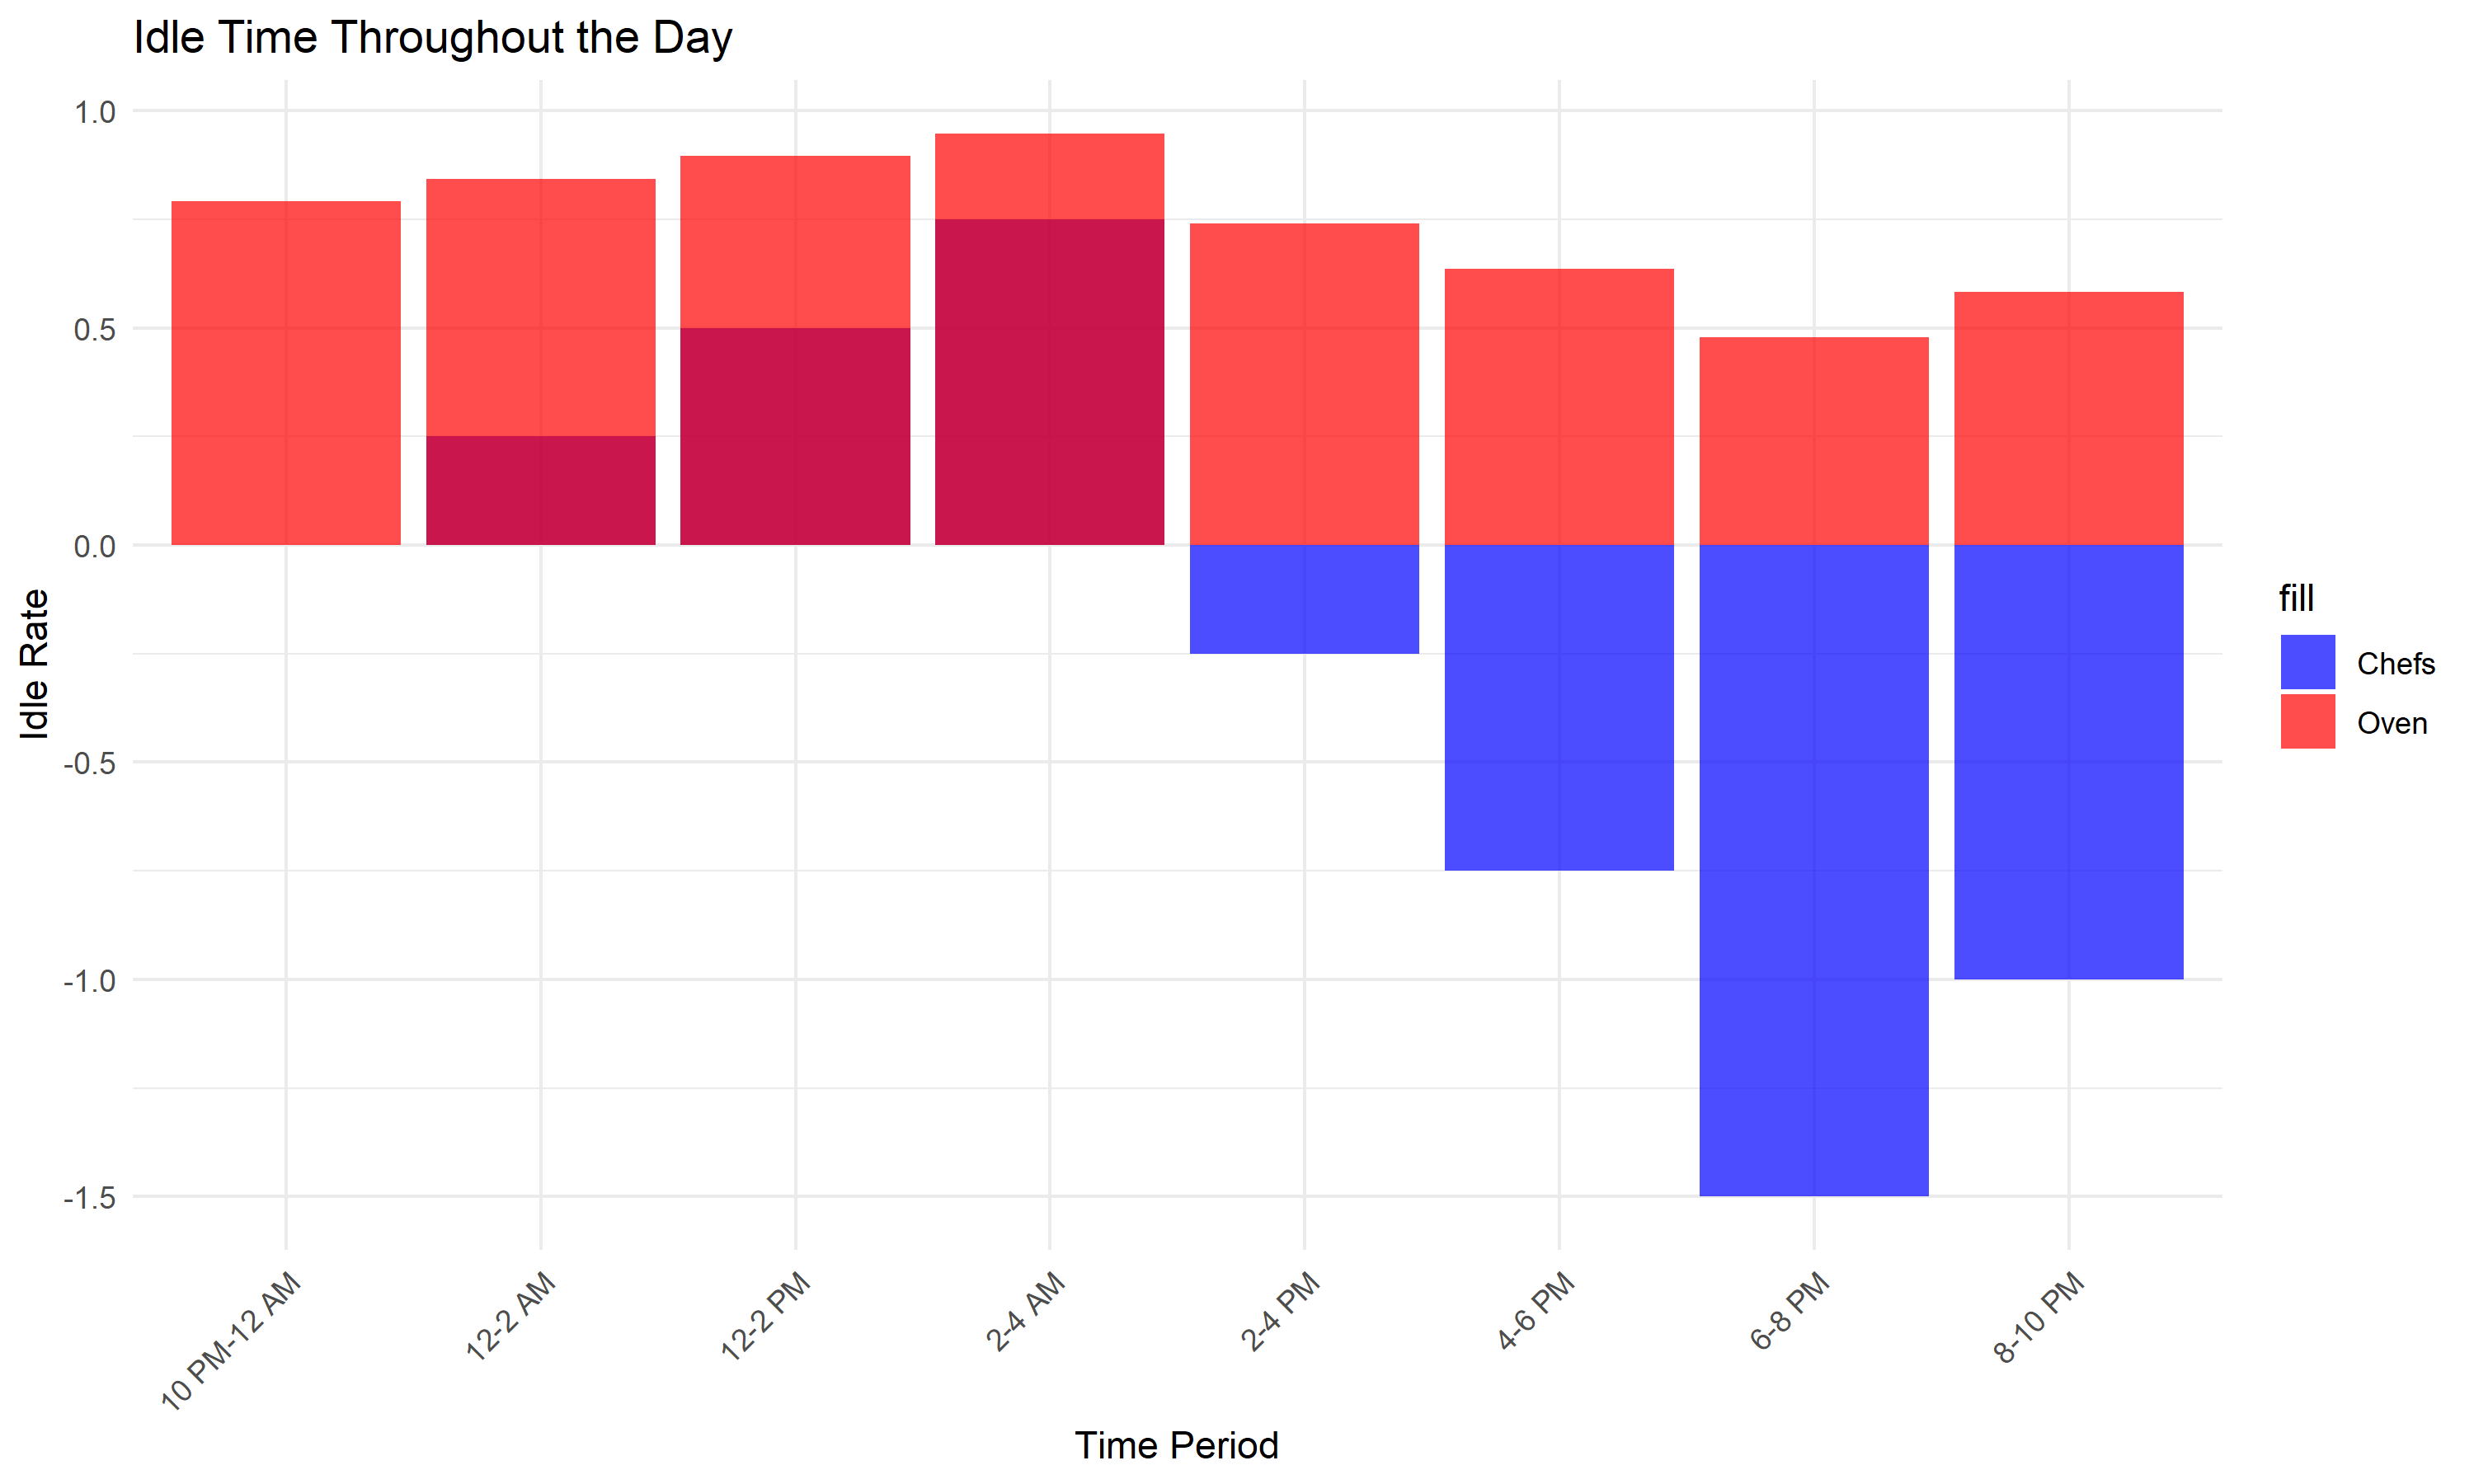 Idle Time Throughout the Day
1.0
0.5
0.0
-0.5
-1.0
-1.5
Idle Rate
10 PM-12 AM
12-2 AM
12-2 PM
2-4 AM
2-4 PM
4-6 PM
6-8 PM
8-10 PM
Time Period
fill
Chefs
Oven